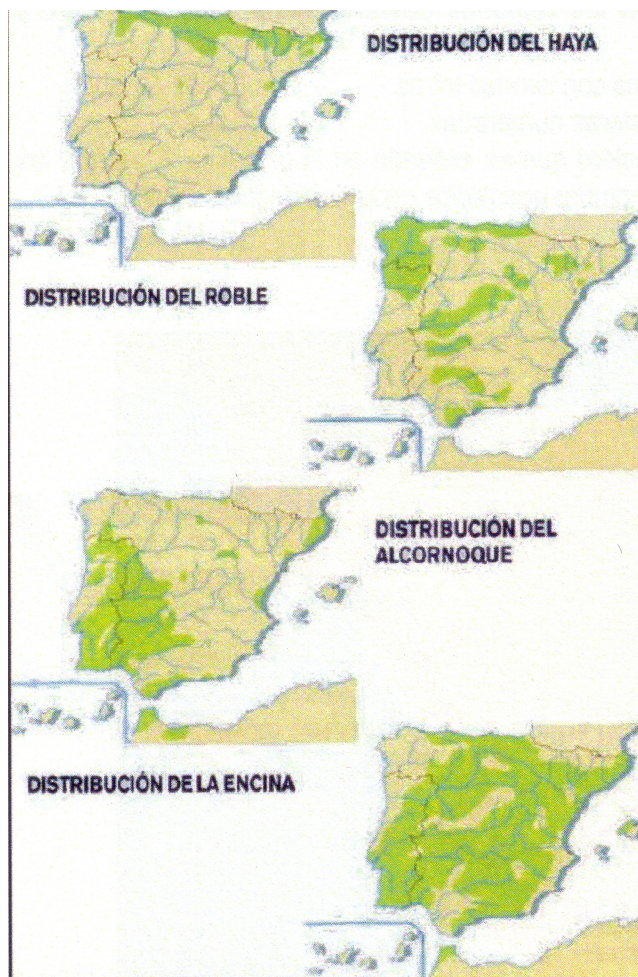 DISTRIBUCIÓN DEL HAYA
DISTRIBUCIÓN DEL ROBLE
DISTRIBUCIÓN DEL
ALCORNOQUE
DISTRIBUCIÓN DE LA ENCINA